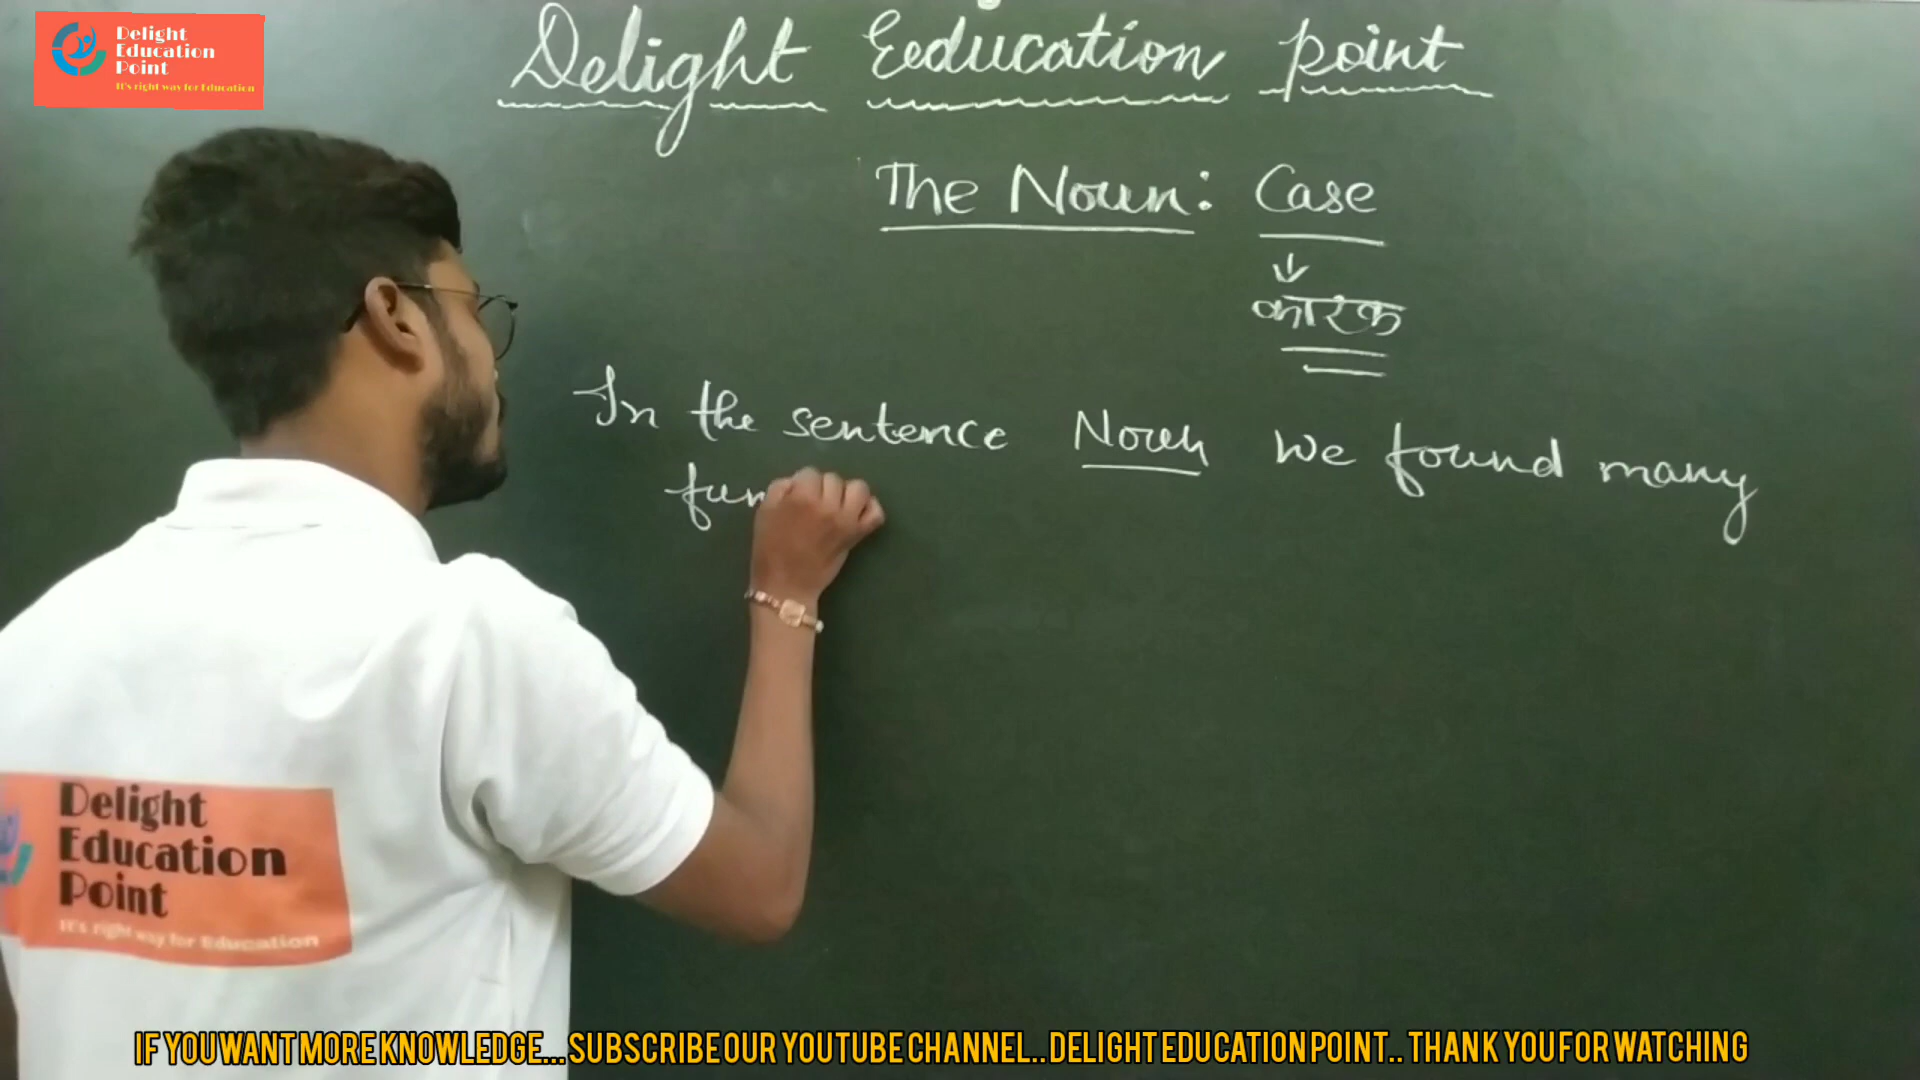 Delight
Eeducation
Point
It's right way for Education
Delight Eeducation point
The Noun: Case
कारक
In the sentence Noun we found many
Delight
Education
Point
It's right way for Education
IF YOU WANT MORE KNOWLEDGE... SUBSCRIBE OUR YOUTUBE CHANNEL.. DELIGHT EDUCATION POINT.. THANK YOU FOR WATCHING